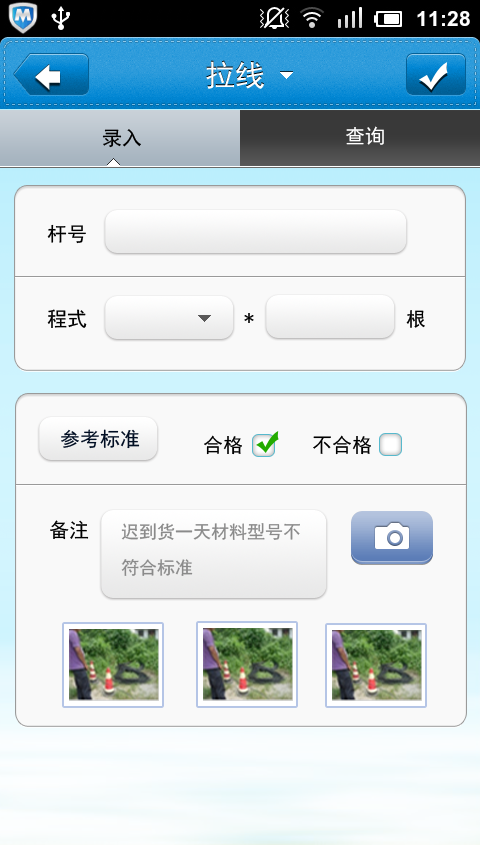 M
11:28
拉线
录入 查询
杆号
程式 * 根
参考标准 合格 不合格
备注 迟到货一天材料型号不
符合标准